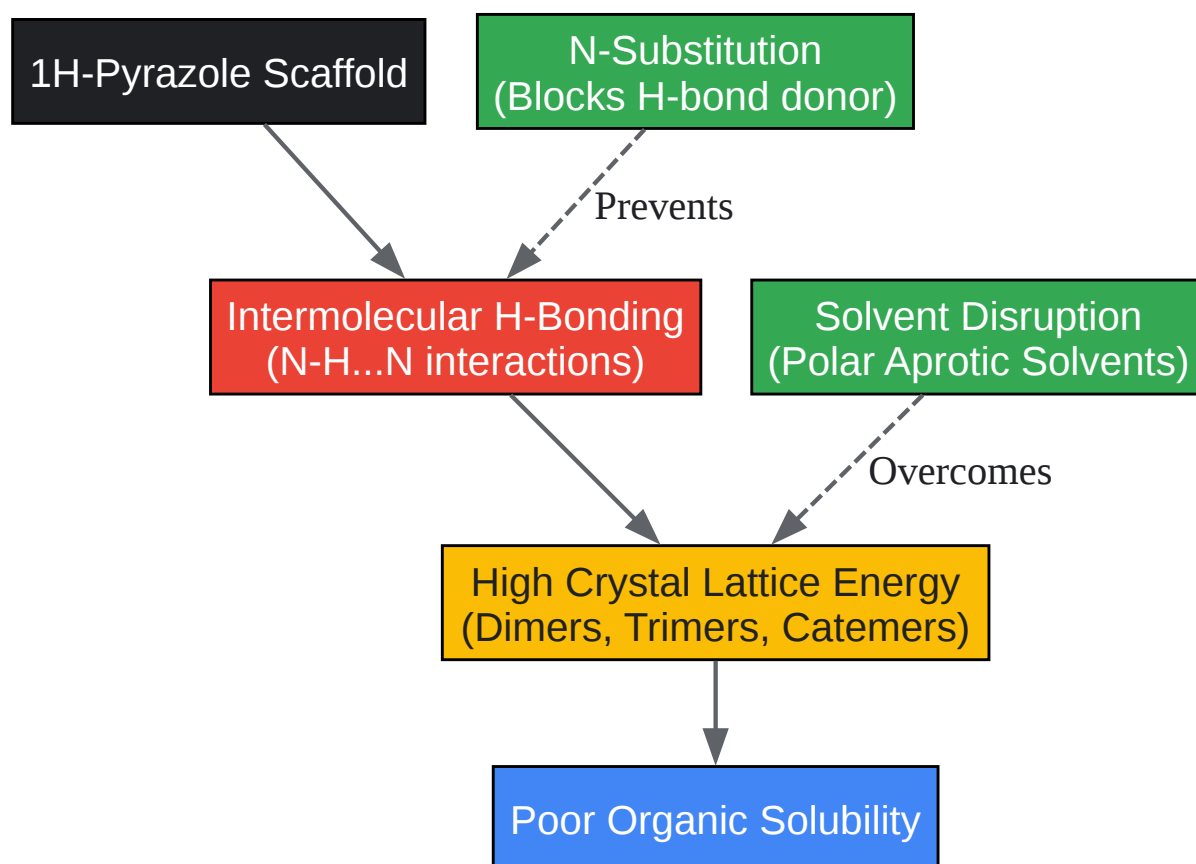 1H-Pyrazole Scaffold
N-Substitution
(Blocks H-bond donor)
Prevents
Intermolecular H-Bonding
(N-H...N interactions)
Solvent Disruption
(Polar Aprotic Solvents)
Overcomes
High Crystal Lattice Energy
(Dimers, Trimers, Catemers)
Poor Organic Solubility